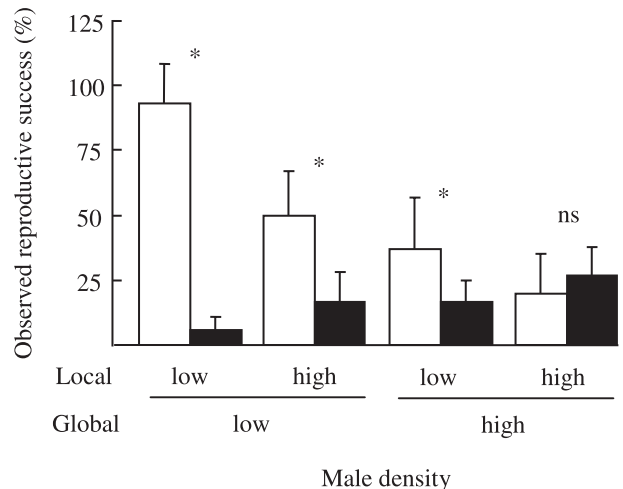 Observed reproductive success (%)
125
100
75
50
25
*
*
*
ns
Local low high low high
Global low high
Male density